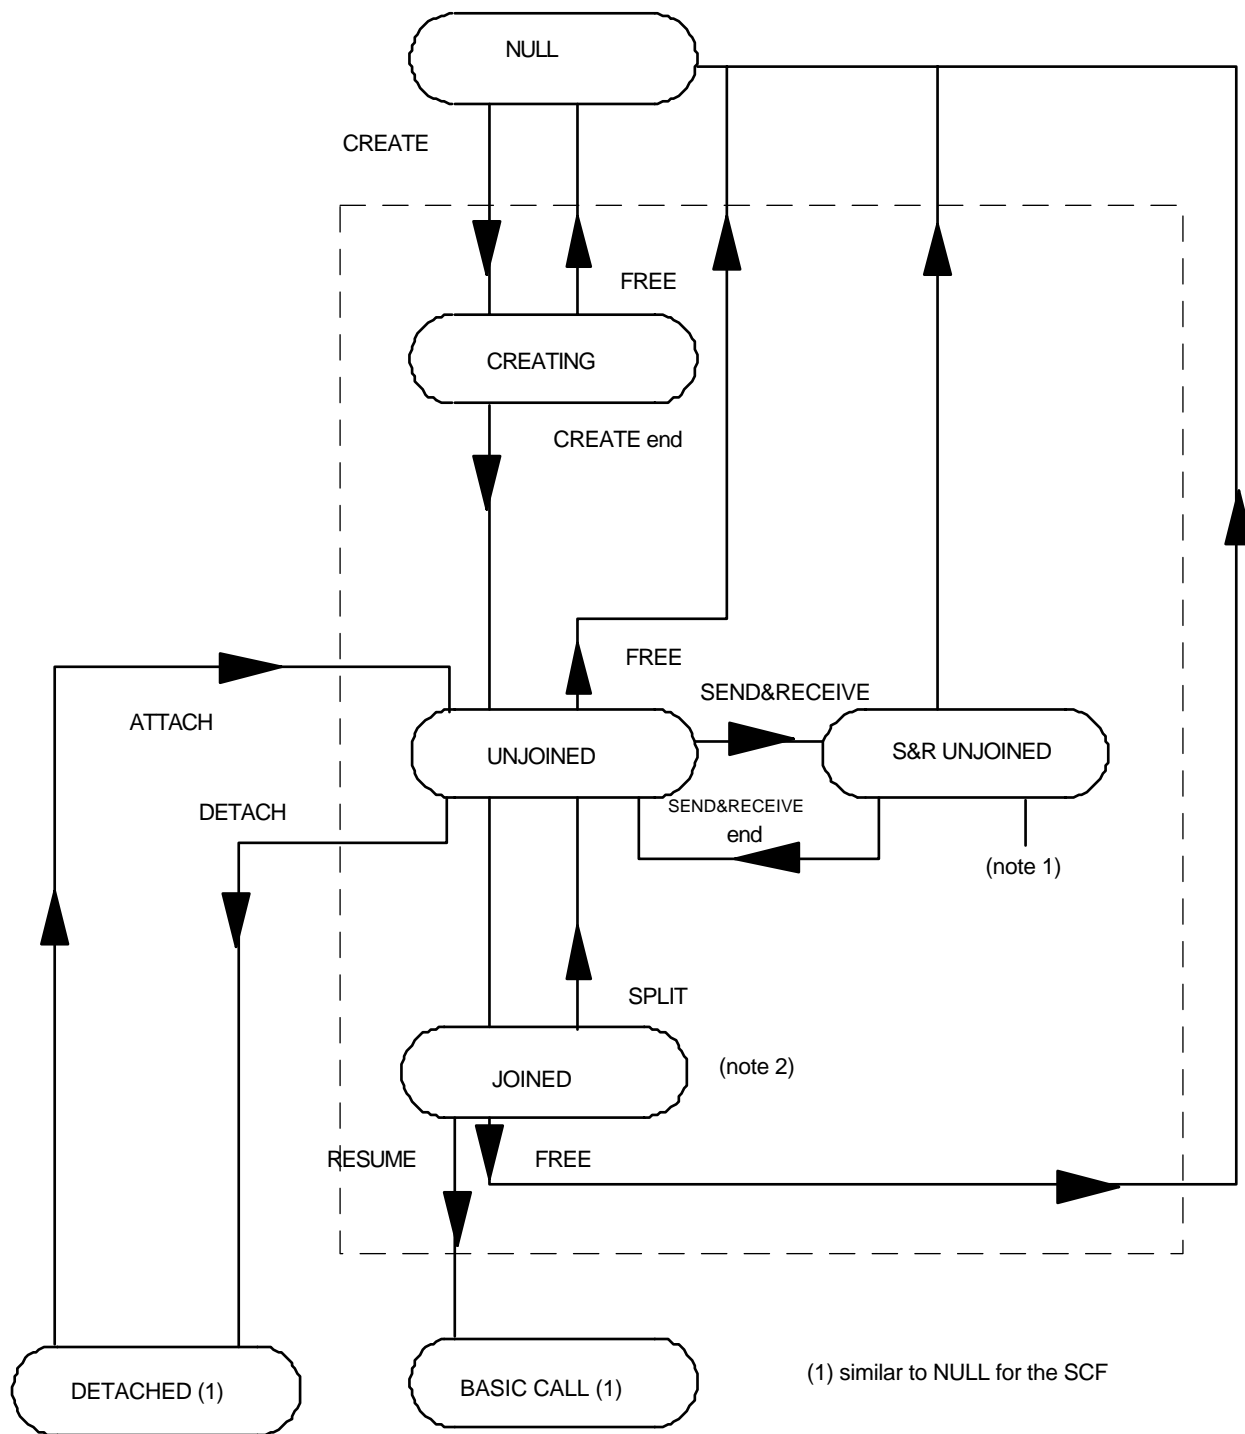 NULL
CREATE
FREE
CREATING
CREATE end
FREE
SEND&RECEIVE
ATTACH
UNJOINED
S&R UNJOINED
DETACH
SEND&RECEIVE
end
(note 1)
SPLIT
(note 2)
JOINED
RESUME
FREE
(1) similar to NULL for the SCF
DETACHED (1)
BASIC CALL (1)